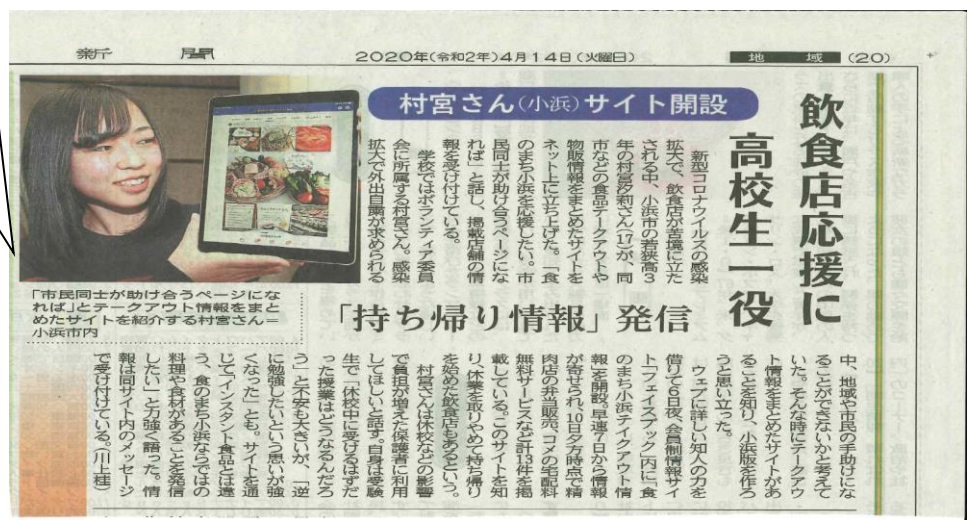 新聞
2020年(令和2年)4月14日(火曜日)
地域
(20)
飲食店応援に
高校生一役
村宮さん(小浜)サイト開設
「持ち帰り情報」発信
新型コロナウイルスの感染
拡大で、飲食店が苦境に立た
される中、小浜市の若狭高3
年の村宮汐莉さん(17)が、同
市などの食品テークアウトや
物販情報をまとめたサイトを
ネット上に立ち上げた。「食
のまち小浜を応援したい。市
民同士が助け合うページにな
れば」と話し、掲載店舗の情
報を受け付けている。
学校ではボランティア委員
会に所属する村宮さん。感染
拡大で外出自粛が求められる
中、地域や市民の手助けにな
ることができないかと考えて
いた。そんな時にテークアウ
ト情報をまとめたサイトがあ
ることを知り、小浜版を作ろ
うと思い立った。
ウェブに詳しい知人の力を
借りて6日夜、会員制情報サイ
ト「フェイスブック」内に「食
のまち小浜テイクアウト情
報」を開設。早速7日から情報
が寄せられ、10日夕方時点で精
肉店の弁当販売、コメの宅配料
無料サービスなど計13件を掲
載している。このサイトを知
り、休業を取りやめて持ち帰り
を始めた飲食店もあるという。
村宮さんは休校などの影響
で負担が増えた保護者に利用
してほしいと話す。自身は受験
生で「休校中に受けるはずだ
った授業はどうなるんだろ
う」と不安も大きいが、「逆
に勉強したいという思いが強
くなった」とも。サイトを通
じて「インスタント食品とは違
う、食のまち小浜ならではの
料理や食材があることを発信
したい」と力強く語った。情
報は同サイト内のメッセージ
で受け付けている。(川上桂)
「市民同士が助け合うページにな
れば」とテークアウト情報をまと
めたサイトを紹介する村宮さん=
小浜市内